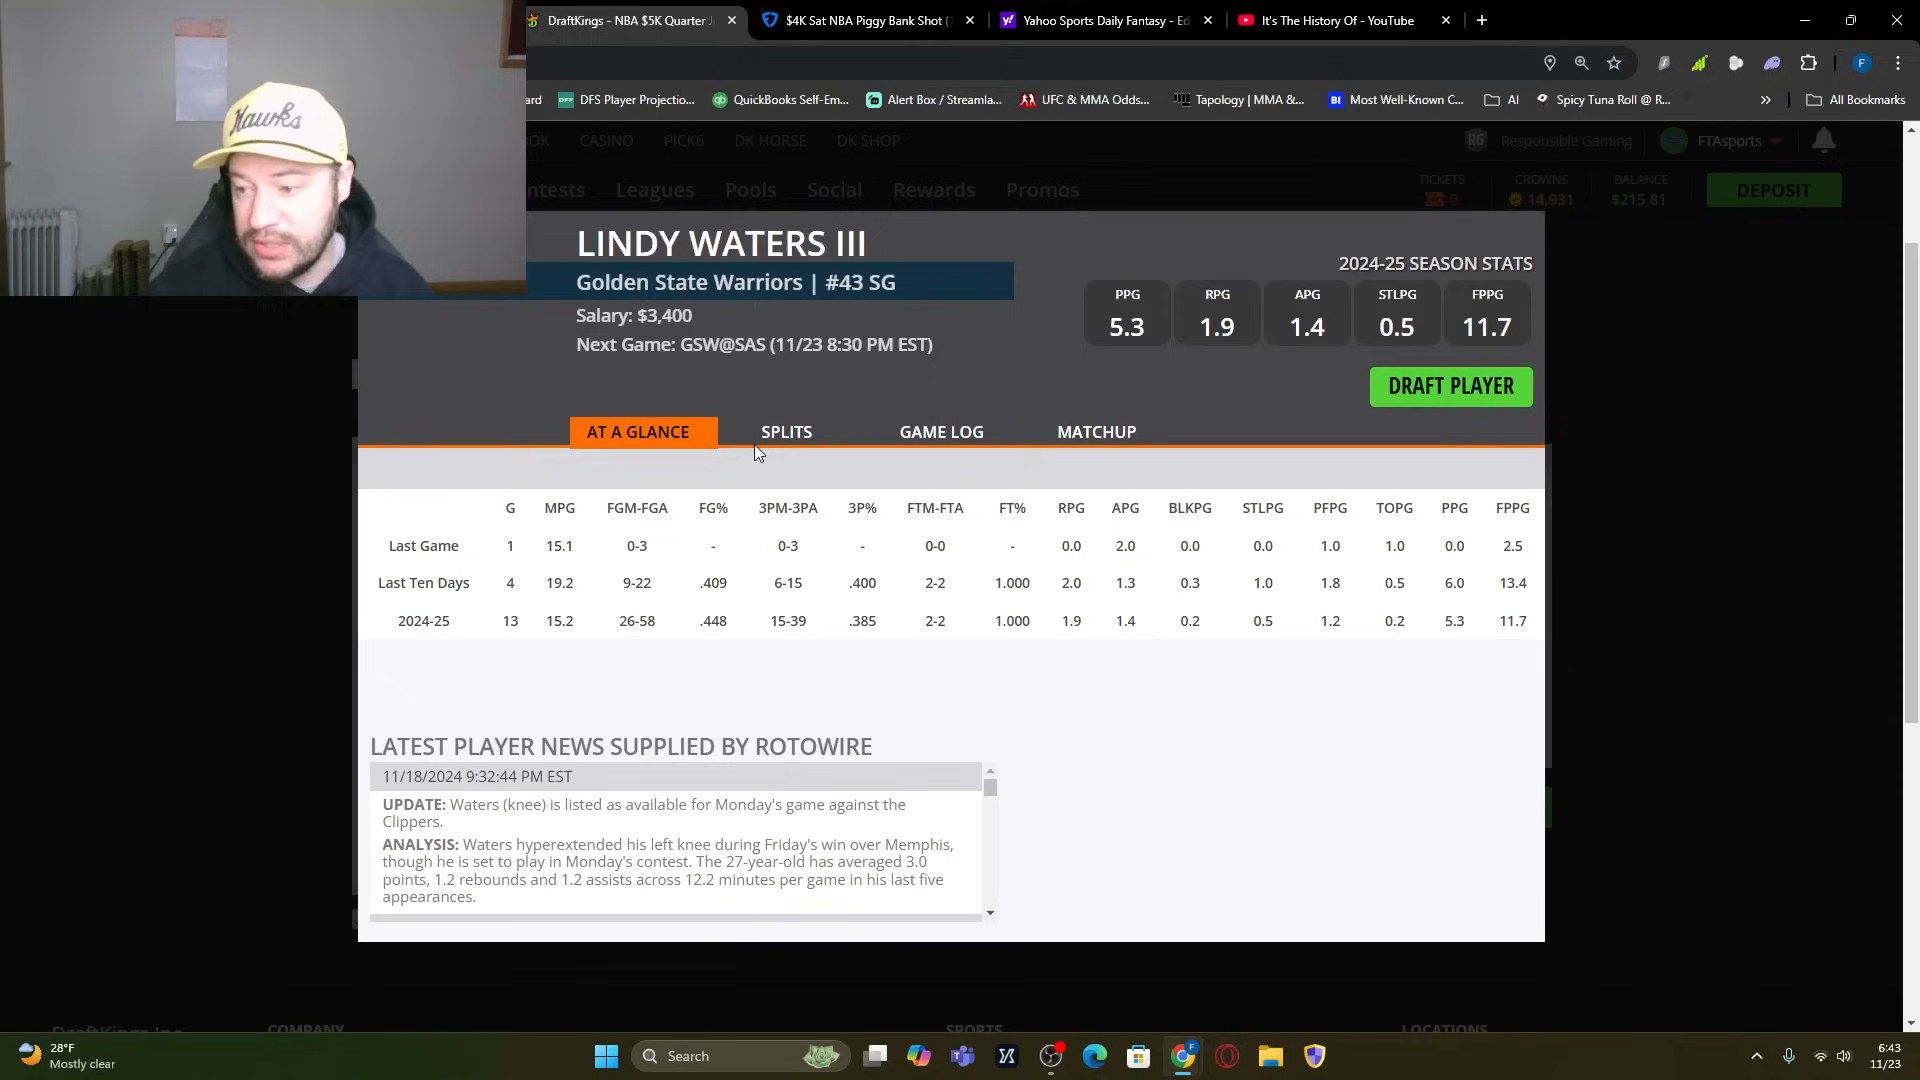 DraftKings - NBA $5K Quarter J
$4K Sat NBA Piggy Bank Shot (
Yahoo Sports Daily Fantasy - Ed
It's The History Of - YouTube
F
ard
DFF
DFS Player Projectio...
qb
QuickBooks Self-Em...
Alert Box / Streamla...
UFC & MMA Odds...
Tapology | MMA &...
BI
Most Well-Known C...
AI
Spicy Tuna Roll @ R...
»
All Bookmarks
Hawks
OOK
CASINO
PICK6
DK HORSE
DK SHOP
RG
Responsible Gaming
FTAsports
ntests
Leagues
Pools
Social
Rewards
Promos
TICKETS
0
CROWNS
14,931
BALANCE
$215.81
DEPOSIT
LINDY WATERS III
Golden State Warriors | #43 SG
Salary: $3,400
Next Game: GSW@SAS (11/23 8:30 PM EST)
2024-25 SEASON STATS
PPG RPG APG STLPG FPPG
5.3 1.9 1.4 0.5 11.7
DRAFT PLAYER
AT A GLANCE SPLITS GAME LOG MATCHUP
G MPG FGM-FGA FG% 3PM-3PA 3P% FTM-FTA FT% RPG APG BLKPG STLPG PFPG TOPG PPG FPPG
Last Game 1 15.1 0-3 - 0-3 - 0-0 - 0.0 2.0 0.0 0.0 1.0 1.0 0.0 2.5
Last Ten Days 4 19.2 9-22 .409 6-15 .400 2-2 1.000 2.0 1.3 0.3 1.0 1.8 0.5 6.0 13.4
2024-25 13 15.2 26-58 .448 15-39 .385 2-2 1.000 1.9 1.4 0.2 0.5 1.2 0.2 5.3 11.7
LATEST PLAYER NEWS SUPPLIED BY ROTOWIRE
11/18/2024 9:32:44 PM EST
UPDATE: Waters (knee) is listed as available for Monday's game against the
Clippers.
ANALYSIS: Waters hyperextended his left knee during Friday's win over Memphis,
though he is set to play in Monday's contest. The 27-year-old has averaged 3.0
points, 1.2 rebounds and 1.2 assists across 12.2 minutes per game in his last five
appearances.
DraftKings Inc.
COMPANY
SPORTS
LOCATIONS
28°F
Mostly clear
Search
6:43
11/23